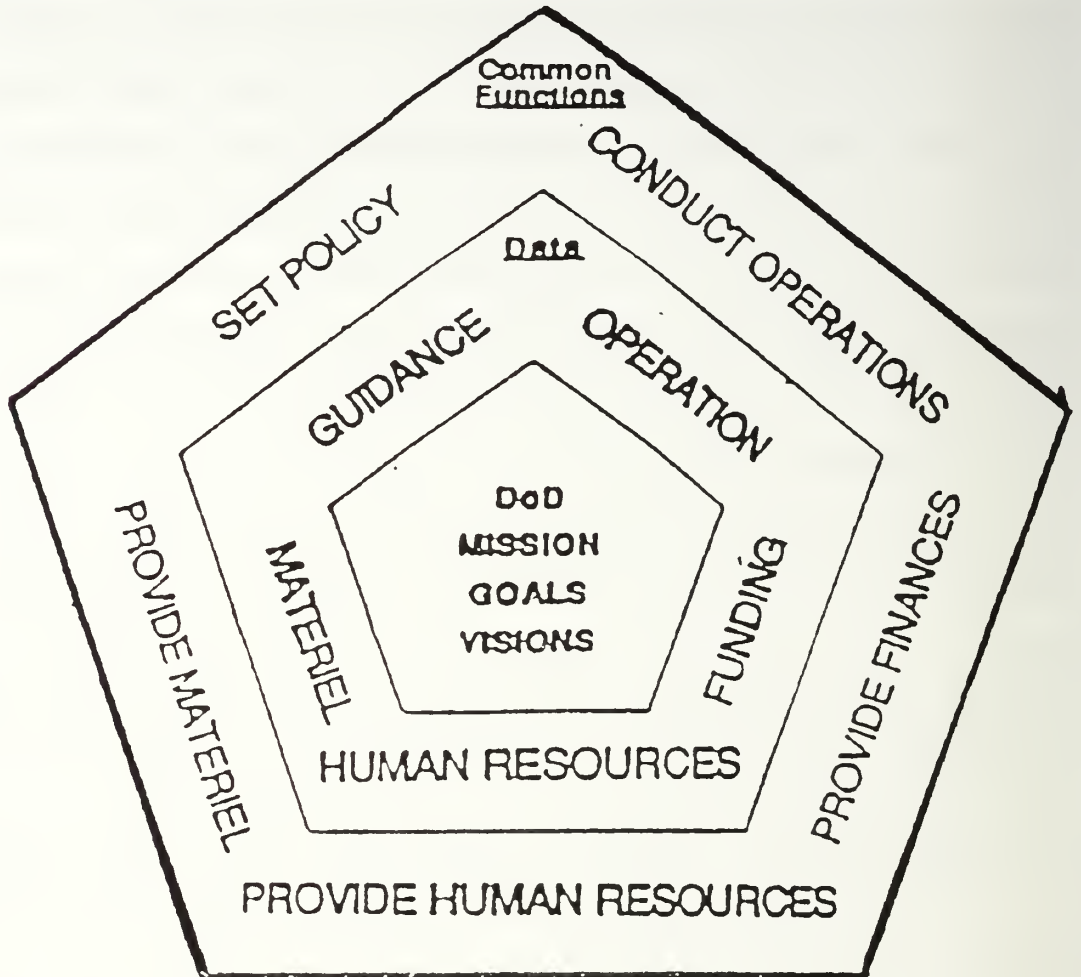 Common
Functions
SET POLICY
CONDUCT OPERATIONS
PROVIDE MATERIEL
PROVIDE FINANCES
PROVIDE HUMAN RESOURCES
Data
GUIDANCE
OPERATION
MATERIEL
FUNDING
HUMAN RESOURCES
DoD
MISSION
GOALS
VISIONS